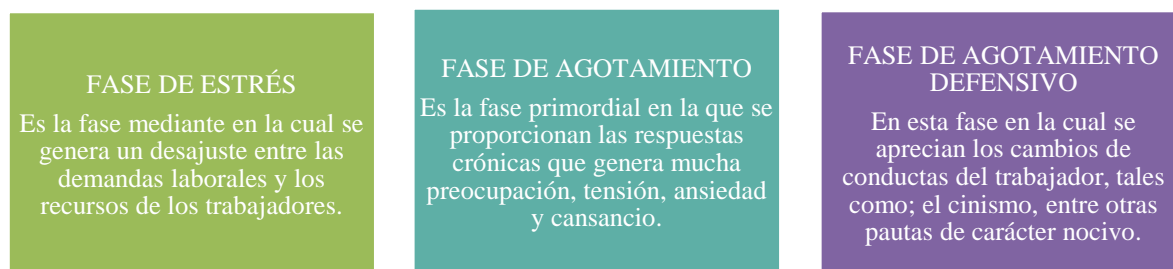 FASE DE ESTRÉS
Es la fase mediante en la cual se
genera un desajuste entre las
demandas laborales y los
recursos de los trabajadores.
FASE DE AGOTAMIENTO
Es la fase primordial en la que se
proporcionan las respuestas
crónicas que genera mucha
preocupación, tensión, ansiedad
y cansancio.
FASE DE AGOTAMIENTO
DEFENSIVO
En esta fase en la cual se
aprecian los cambios de
conductas del trabajador, tales
como; el cinismo, entre otras
pautas de carácter nocivo.